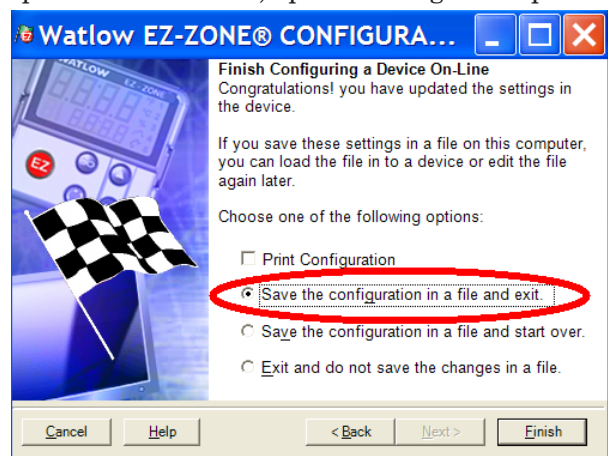 Watlow EZ-ZONE® CONFIGURA...
WATLOW
EZ-ZONE
EZ
Finish Configuring a Device On-Line
Congratulations! you have updated the settings in
the device.
If you save these settings in a file on this computer,
you can load the file in to a device or edit the file
again later.
Choose one of the following options:
Print Configuration
Save the configuration in a file and exit.
Save the configuration in a file and start over.
Exit and do not save the changes in a file.
Cancel
Help
< Back
Next >
Finish